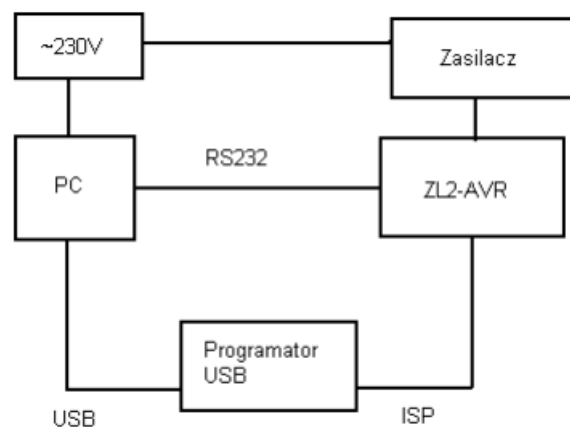 ~230V
Zasilacz
RS232
PC
ZL2-AVR
Programator
USB
USB
ISP